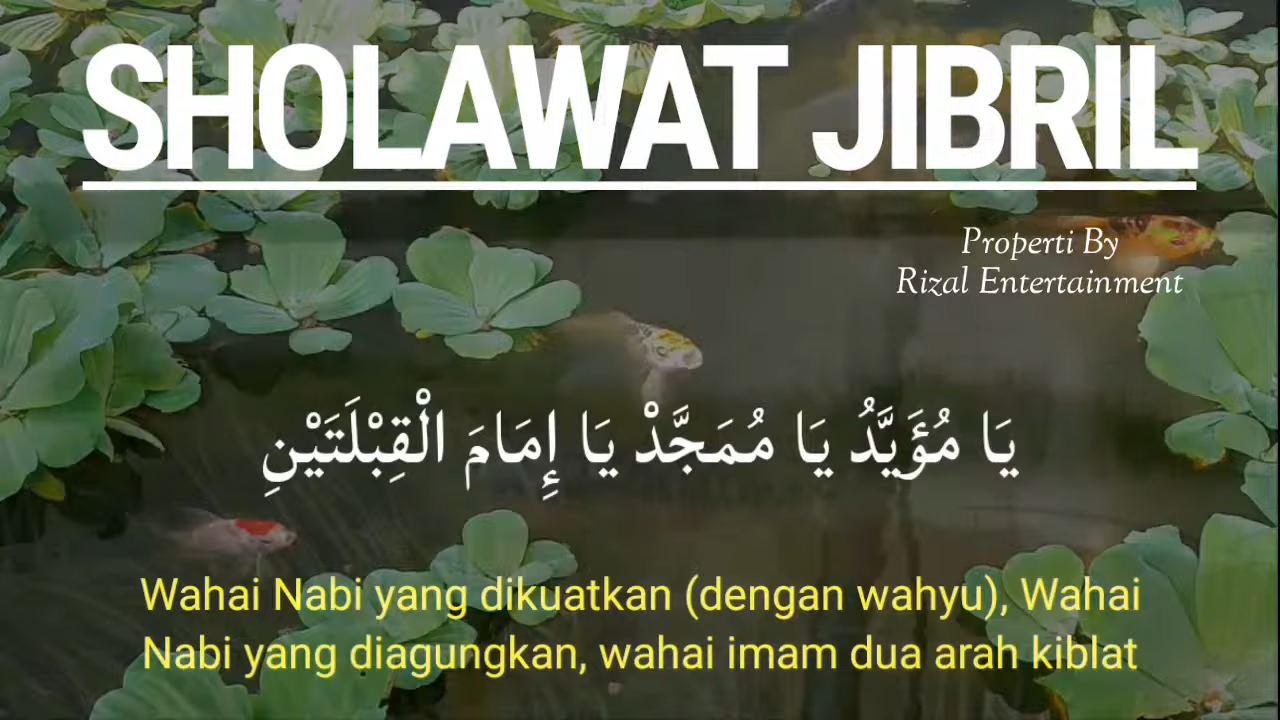 SHOLAWAT JIBRIL
Properti By
Rizal Entertainment
يَا مُؤَيَّدُ يَا مُمَجَّدْ يَا إِمَامَ الْقِبْلَتَيْنِ
Wahai Nabi yang dikuatkan (dengan wahyu), Wahai
Nabi yang diagungkan, wahai imam dua arah kiblat